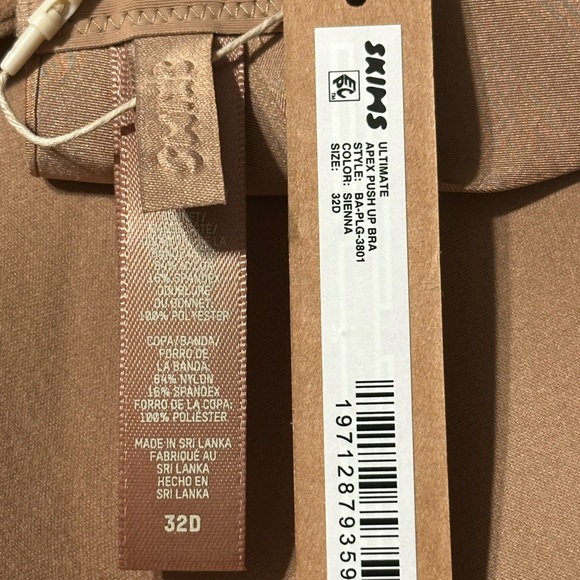 SKIMS
DOUBLURE
DU BONNET:
100% POLYESTER
COPA/BANDA/
FORRO DE
LA BANDA:
84% NYLON
16% SPANDEX
FORRO DE LA COPA:
100% POLIÉSTER
MADE IN SRI LANKA
FABRIQUÉ AU
SRI LANKA
HECHO EN
SRI LANKA
32D
SKIMS
ULTIMATE
APEX PUSH UP BRA
STYLE: BA-PLG-3801
COLOR: SIENNA
SIZE: 32D
19712879359